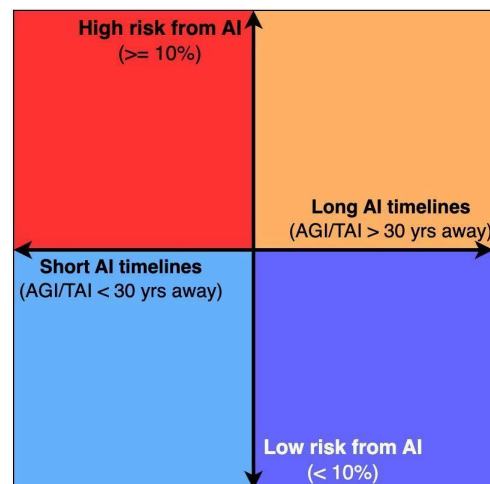 High risk from AI
(>= 10%)
Long AI timelines
(AGI/TAI > 30 yrs away)
Short AI timelines
(AGI/TAI < 30 yrs away)
Low risk from AI
(< 10%)